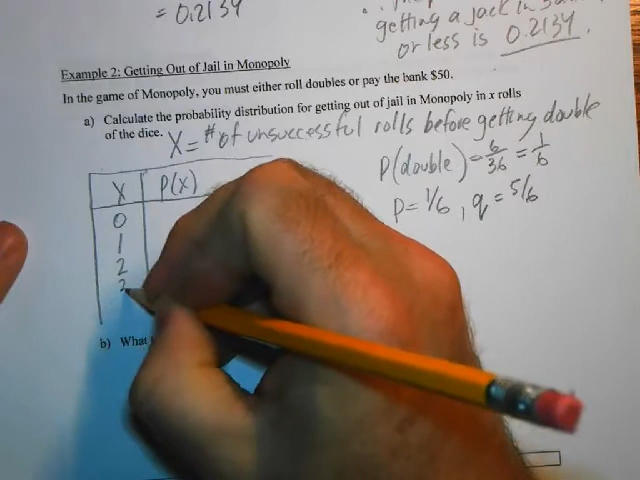 = 0.2134
getting a jack in
or less is 0.2134.
Example 2: Getting Out of Jail in Monopoly
In the game of Monopoly, you must either roll doubles or pay the bank $50.
a) Calculate the probability distribution for getting out of jail in Monopoly in x rolls
of the dice.
X = # of unsuccessful rolls before getting double
P(double) = 6/36 = 1/6
P = 1/6, q = 5/6
X P(x)
0
1
2
b) What